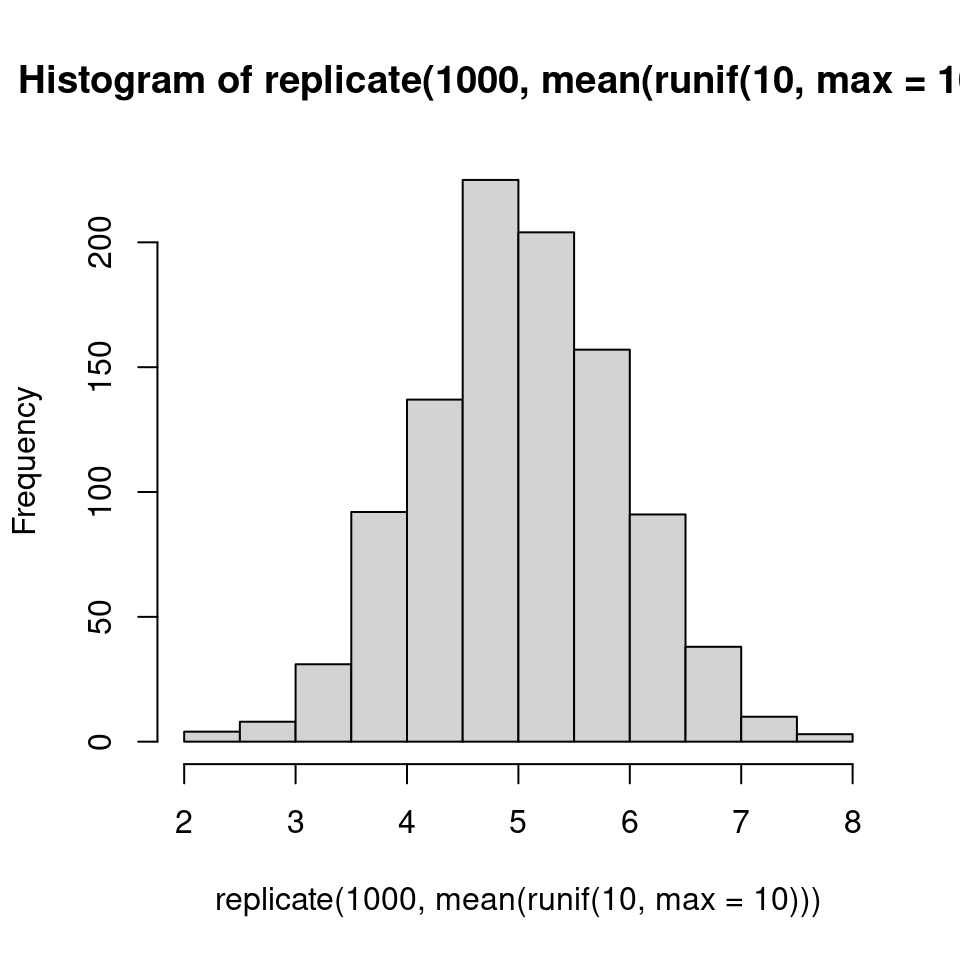 Histogram of replicate(1000, mean(runif(10, max = 10
Frequency
200
150
100
50
0
2 3 4 5 6 7 8
replicate(1000, mean(runif(10, max = 10)))